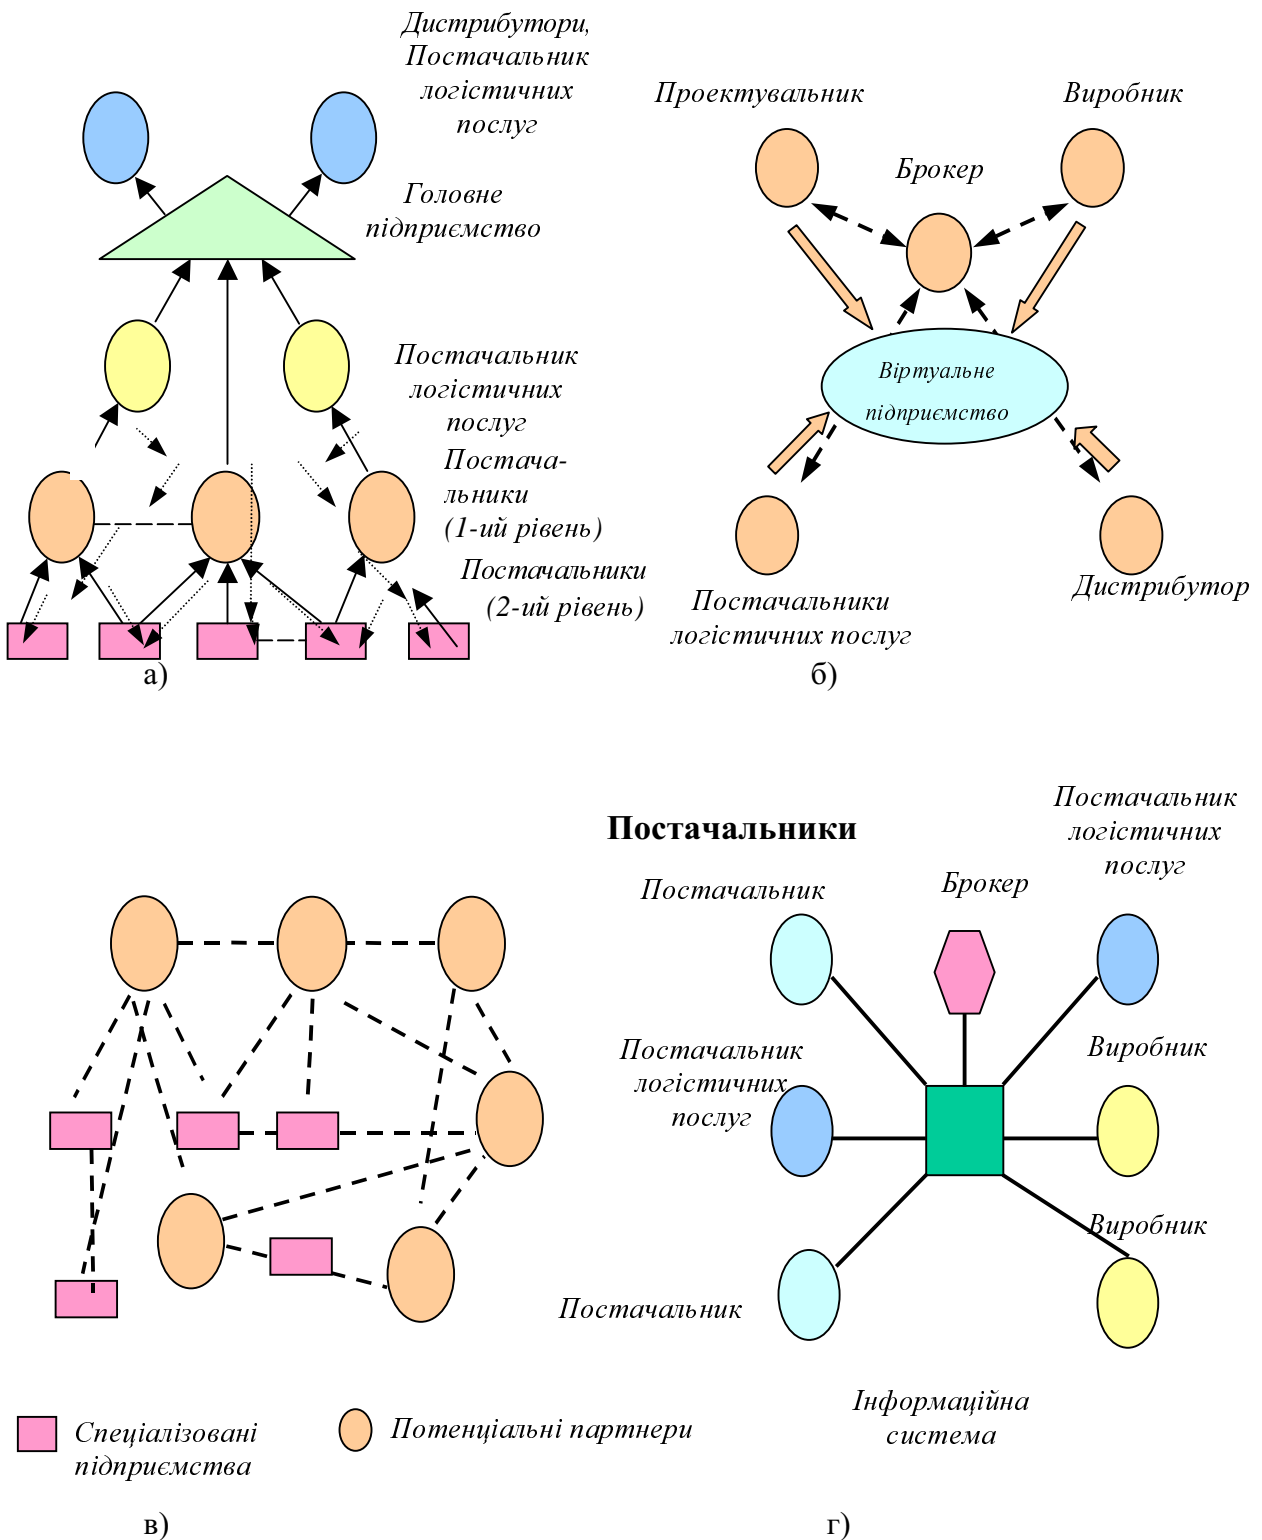 Дистрибутори,
Постачальник
логістичних
послуг
Головне
підприємство
Постачальник
логістичних
послуг
Постача-
льники
(1-ий рівень)
Постачальники
(2-ий рівень)
а)
Проектувальник
Виробник
Брокер
Віртуальне
підприємство
Постачальники
логістичних послуг
Дистрибутор
б)
Постачальники
Постачальник
логістичних
послуг
Постачальник
Брокер
Постачальник
логістичних
послуг
Виробник
Виробник
Постачальник
Інформаційна
система
Спеціалізовані
підприємства
Потенціальні партнери
в)
г)